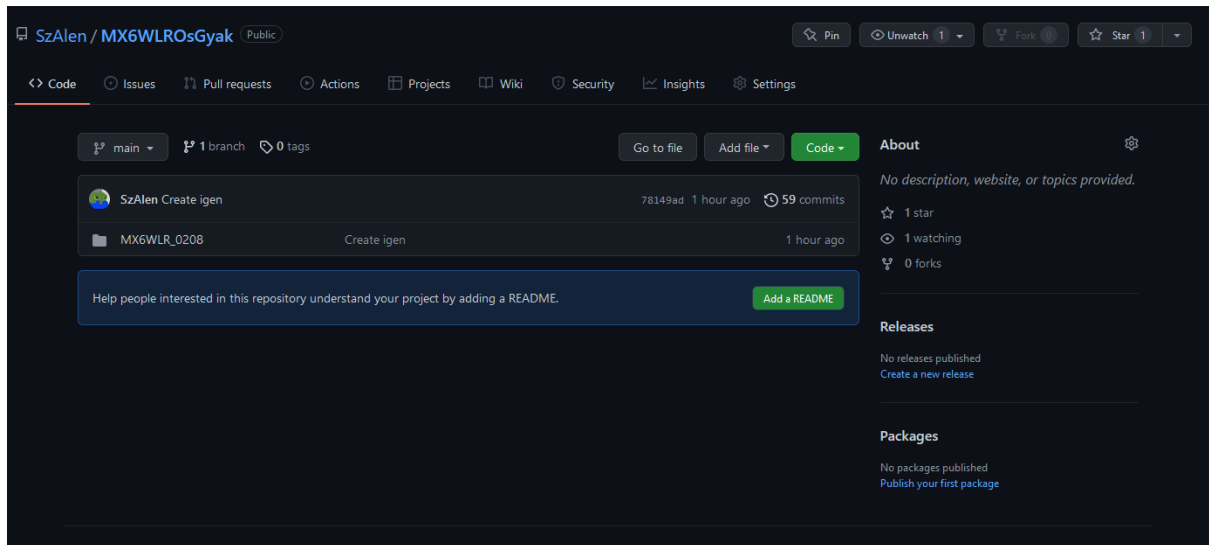 SzAlen / MX6WLROsGyak Public Pin Unwatch 1 Fork 0 Star 1
<> Code Issues Pull requests Actions Projects Wiki Security Insights Settings
main 1 branch 0 tags Go to file Add file Code
SzAlen Create igen 78149ad 1 hour ago 59 commits
MX6WLR_0208 Create igen 1 hour ago
Help people interested in this repository understand your project by adding a README. Add a README
About
No description, website, or topics provided.
1 star
1 watching
0 forks
Releases
No releases published
Create a new release
Packages
No packages published
Publish your first package